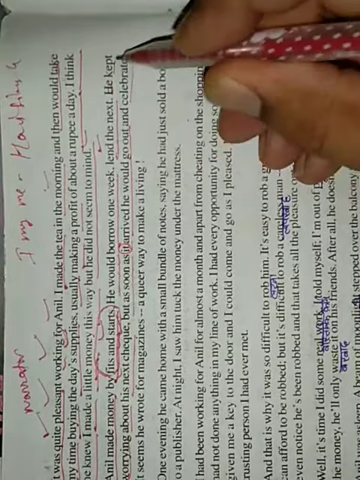 narrator I my me - Hari Singh
It was quite pleasant working for Anil. I made the tea in the morning and then would take
my time buying the day's supplies, usually making a profit of about a rupee a day. I think
he knew I made a little money this way but he did not seem to mind.
Anil made money by fits and starts. He would borrow one week, lend the next. He kept
worrying about his next cheque, but as soon as it arrived he would go out and celebrate
It seems he wrote for magazines — a queer way to make a living !
One evening he came home with a small bundle of notes, saying he had just sold a bo
to a publisher. At night, I saw him tuck the money under the mattress.
I had been working for Anil for almost a month and apart from cheating on the shopping
had not done anything in my line of work. I had every opportunity for doing so
given me a key to the door and I could come and go as I pleased.
trusting person I had ever met.
And that is why it was so difficult to rob him. It's easy to rob a g
can afford to be robbed; but it's difficult to rob a careless man —
even notice he's been robbed and that takes all the pleasure o
Well, it's time I did some real work, I told myself. I'm out of p
the money, he'll only waste it on his friends. After all, he doesn